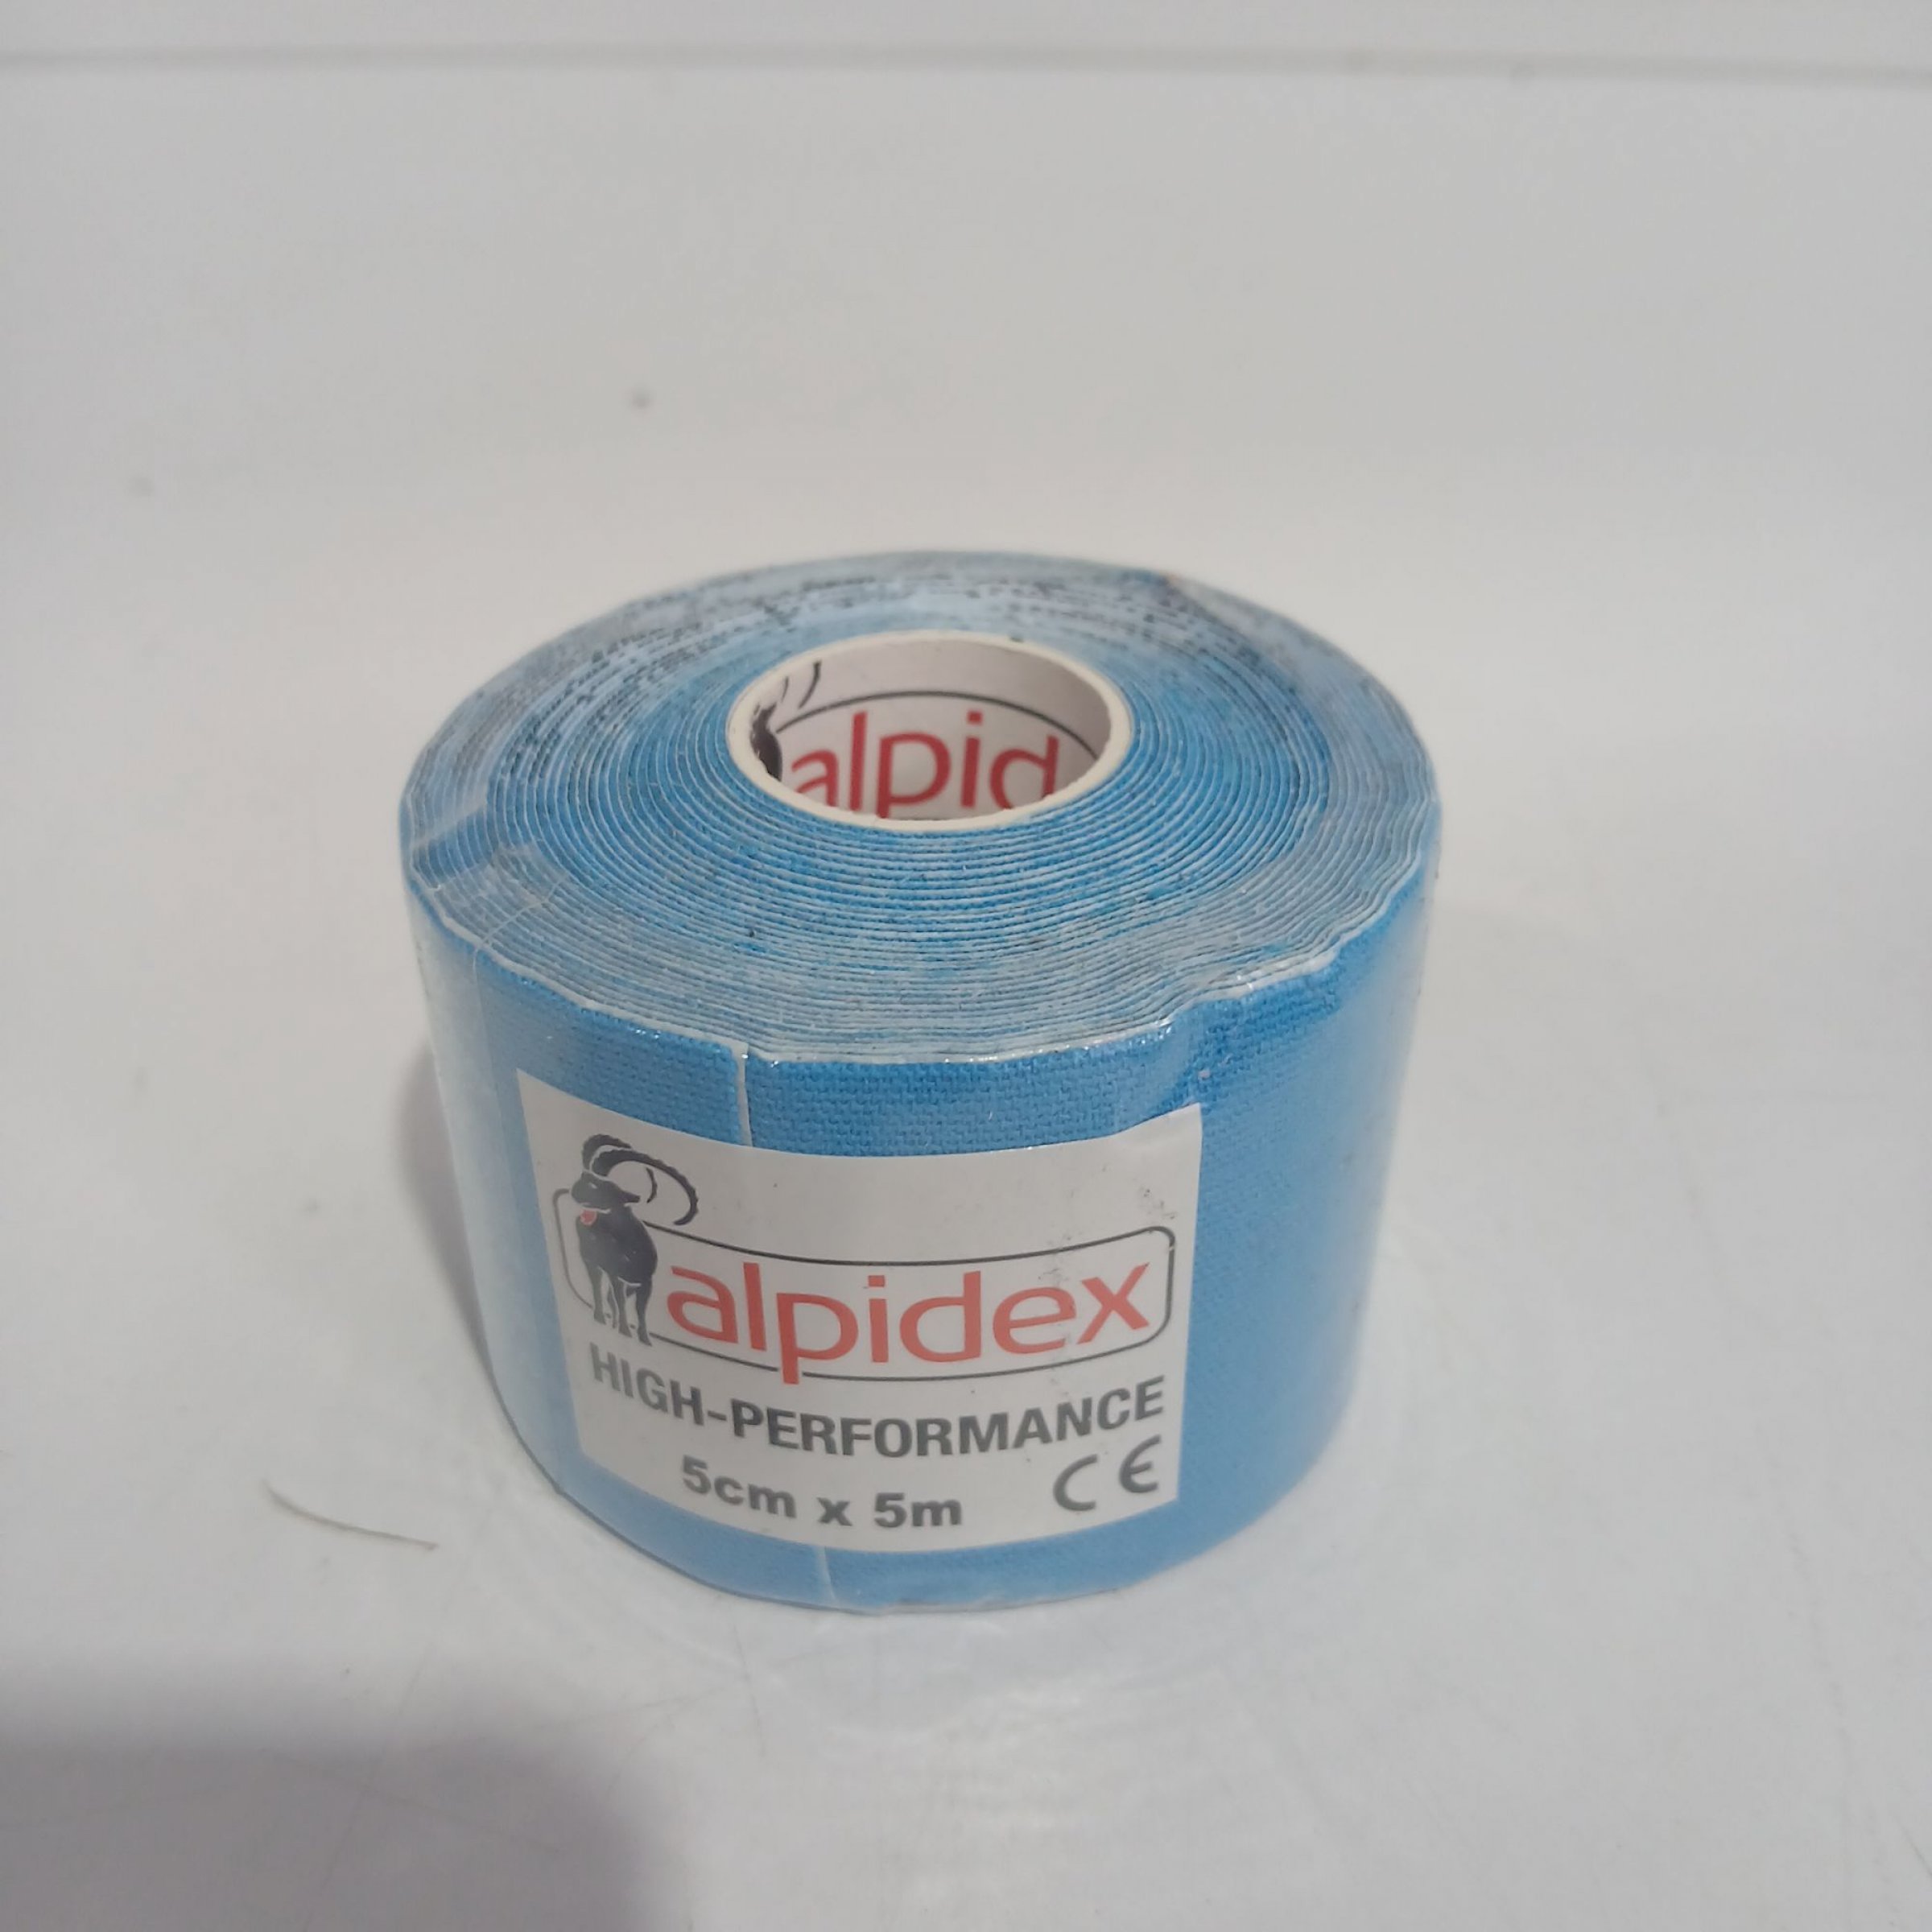 alpid
alpidex
HIGH-PERFORMANCE
5cm x 5m CE